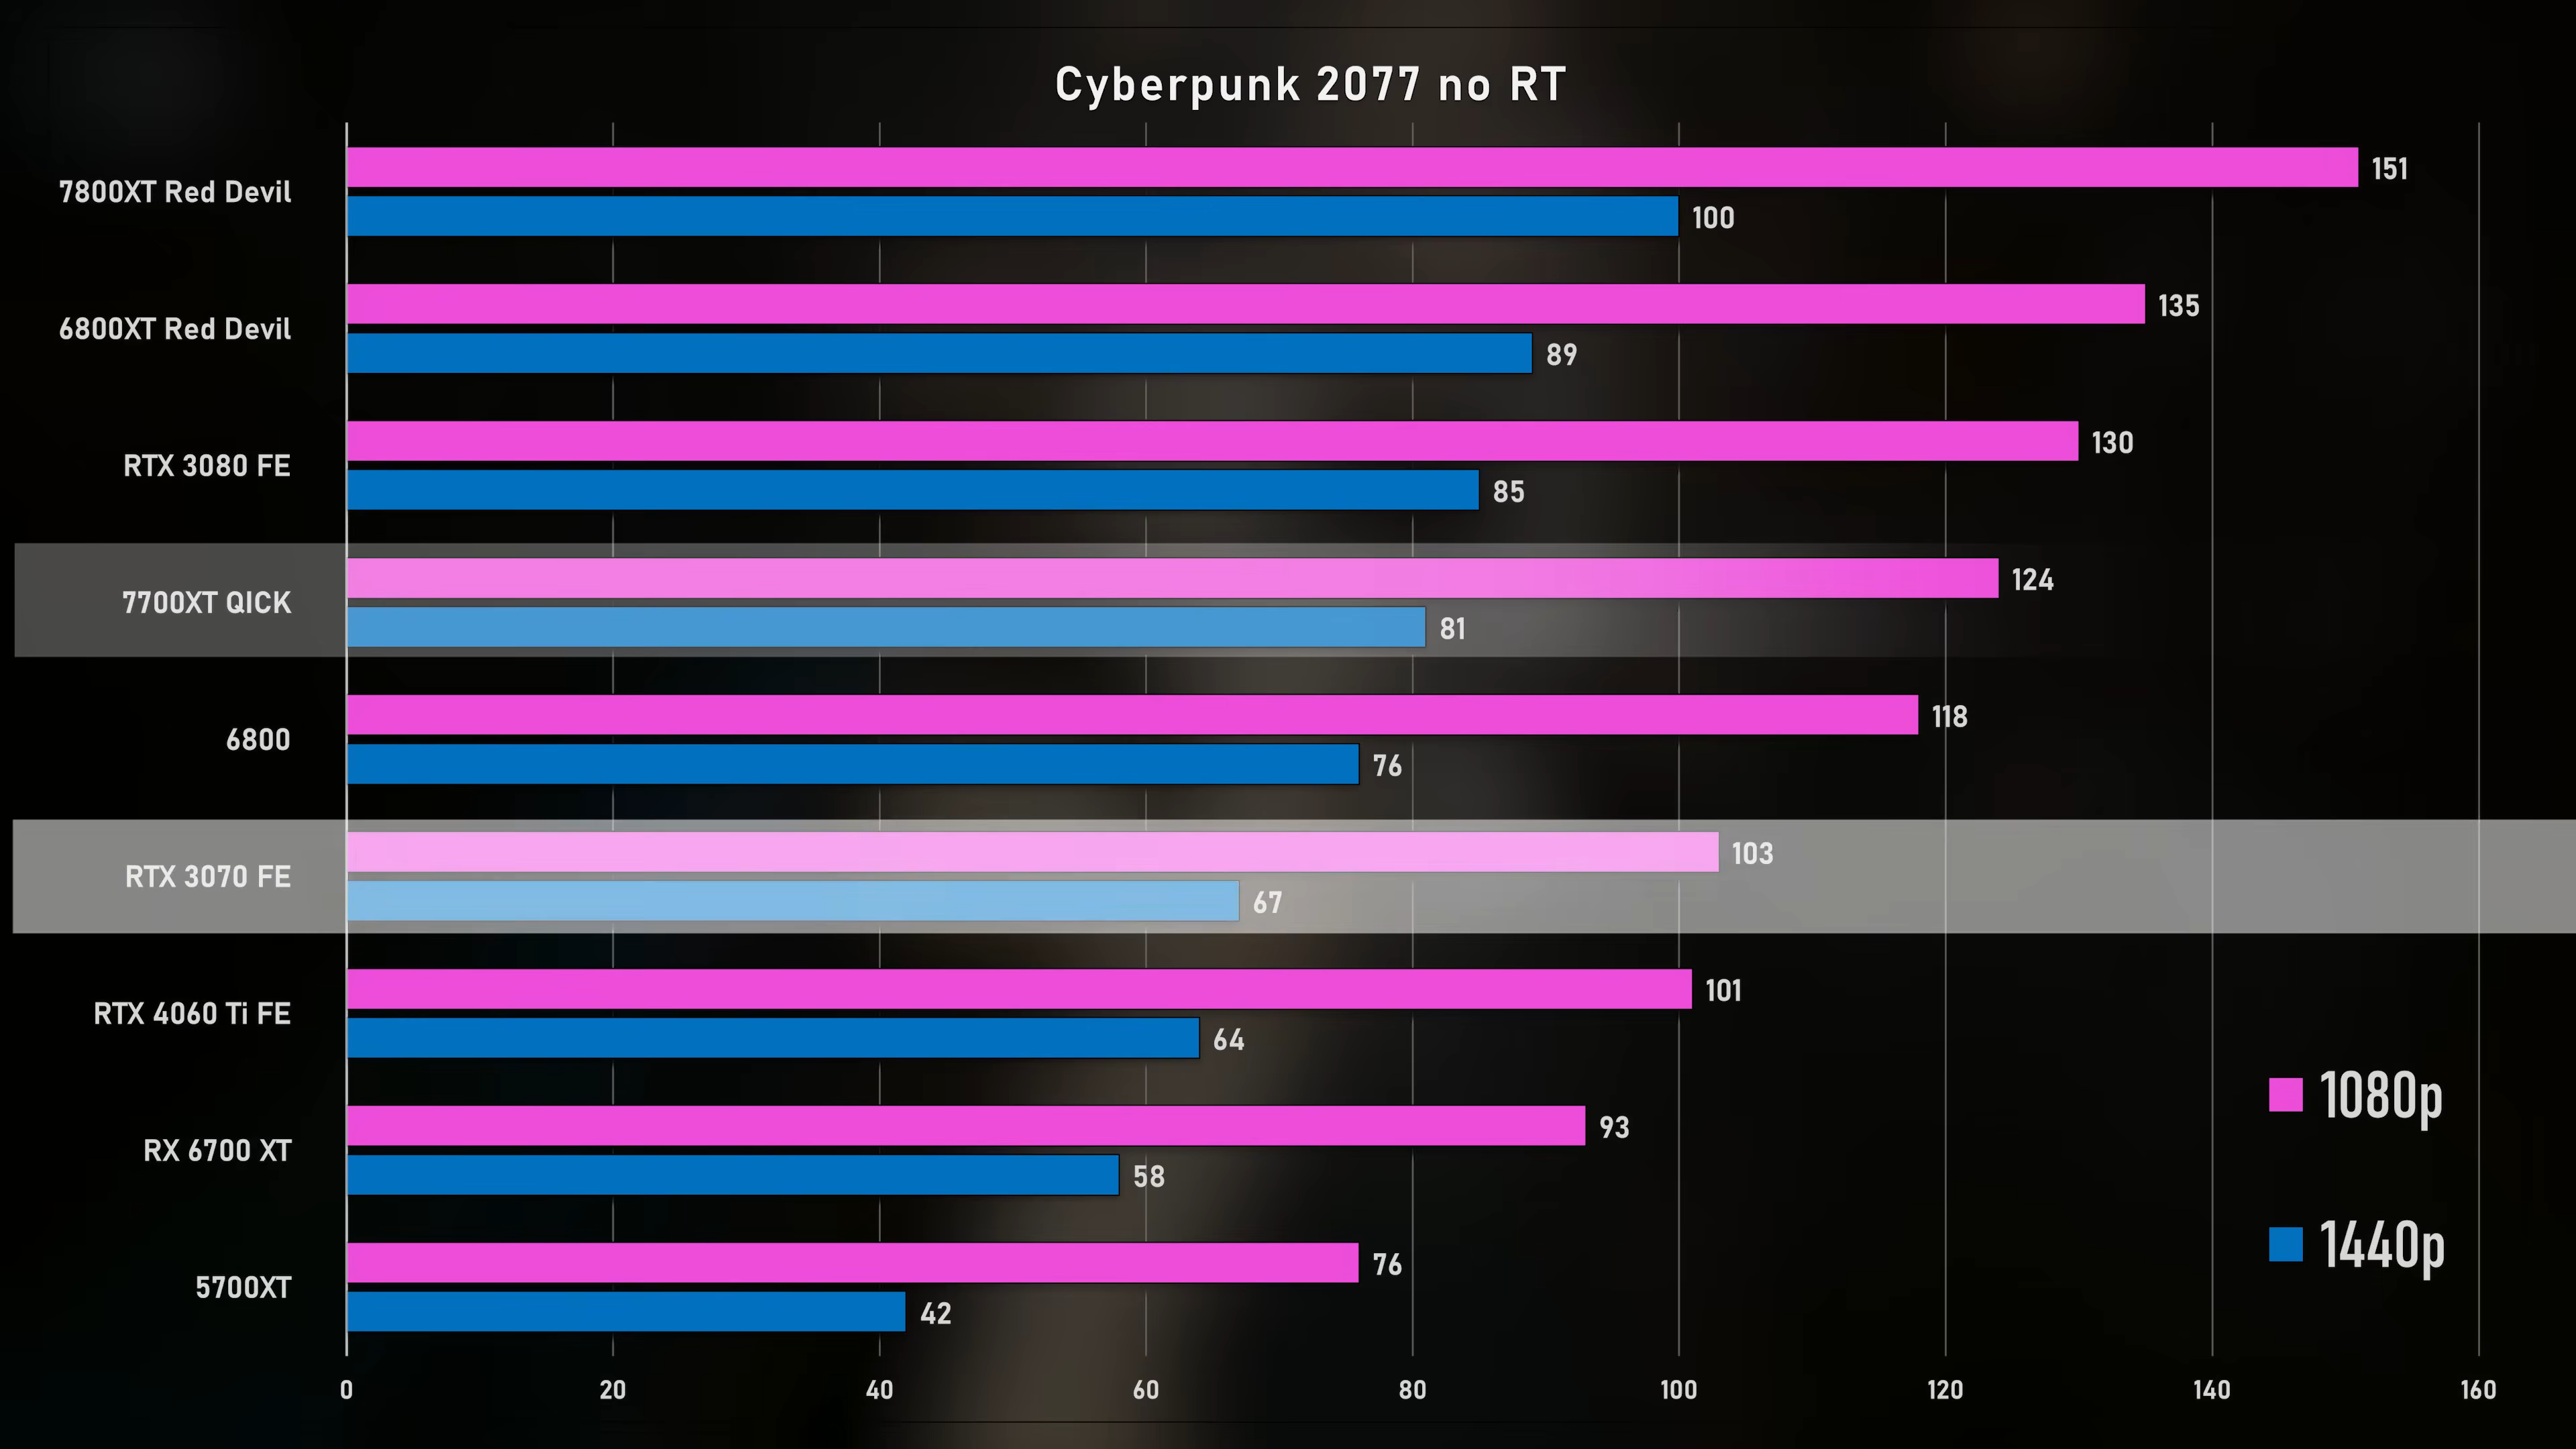 Cyberpunk 2077 no RT
7800XT Red Devil
151
100
6800XT Red Devil
135
89
RTX 3080 FE
130
85
7700XT QICK
124
81
6800
118
76
RTX 3070 FE
103
67
RTX 4060 Ti FE
101
64
RX 6700 XT
93
58
5700XT
76
42
1080p
1440p
0 20 40 60 80 100 120 140 160